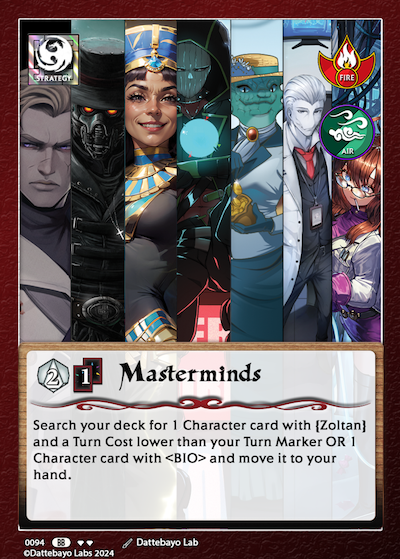 STRATEGY
FIRE
AIR
2 1 Masterminds
Search your deck for 1 Character card with {Zoltan}
and a Turn Cost lower than your Turn Marker OR 1
Character card with <BIO> and move it to your
hand.
0094 BB Dattebayo Lab
©Dattebayo Labs 2024